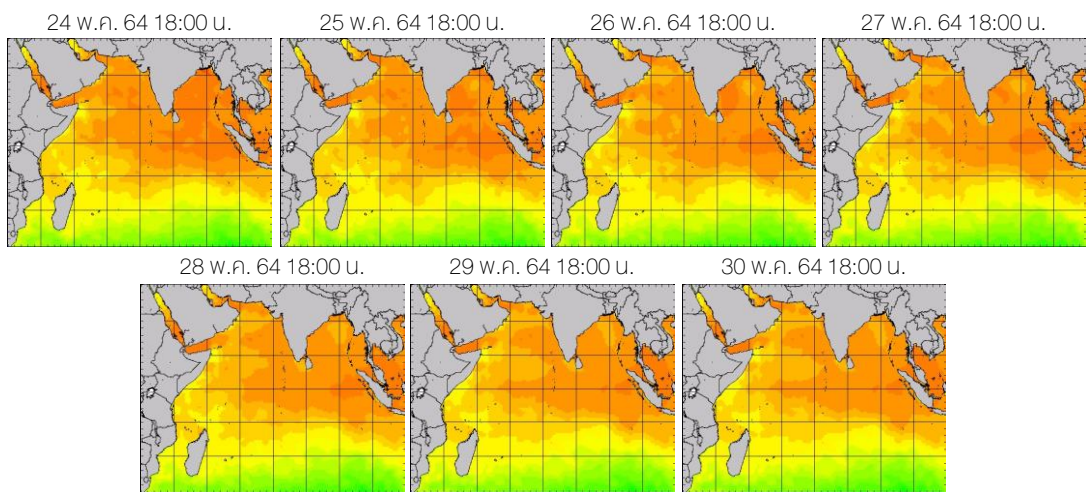 24 พ.ค. 64 18:00 น.
25 พ.ค. 64 18:00 น.
26 พ.ค. 64 18:00 น.
27 พ.ค. 64 18:00 น.
28 พ.ค. 64 18:00 น.
29 พ.ค. 64 18:00 น.
30 พ.ค. 64 18:00 น.